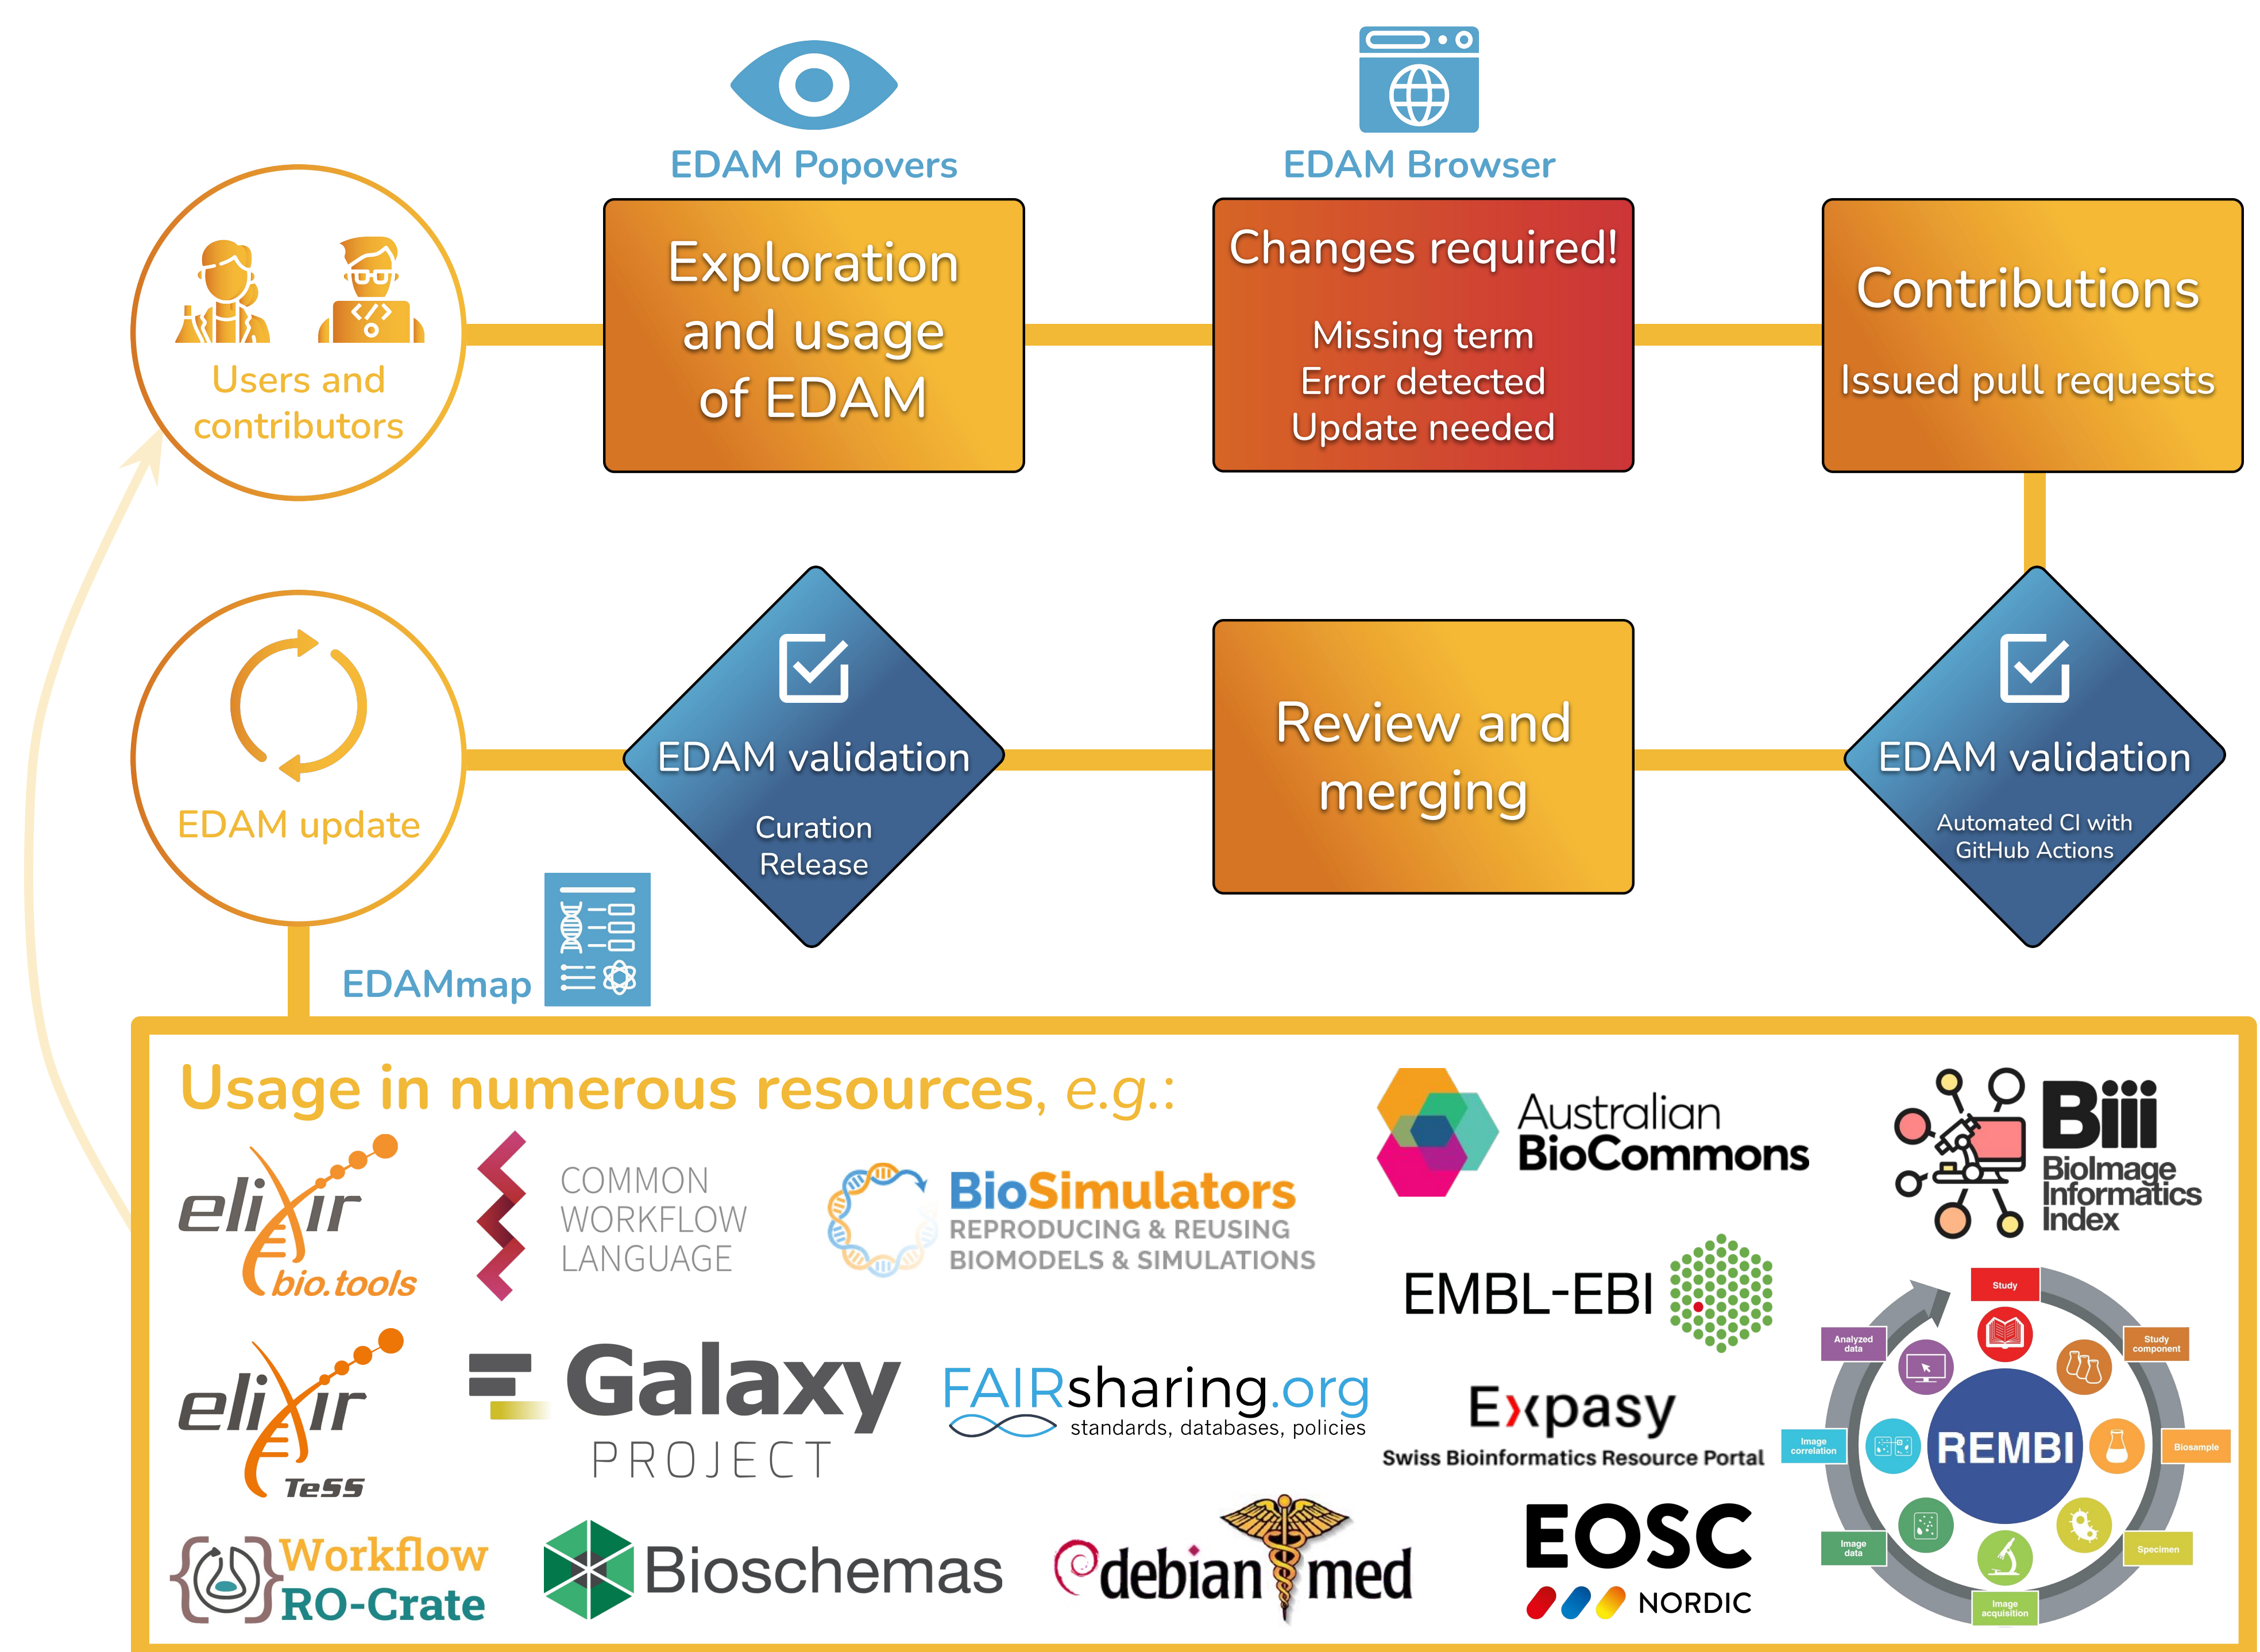 EDAM Popovers
EDAM Browser
Users and
contributors
Exploration
and usage
of EDAM
Changes required!
Missing term
Error detected
Update needed
Contributions
Issued pull requests
EDAM update
EDAM validation
Curation
Release
Review and
merging
EDAM validation
Automated CI with
GitHub Actions
EDAMmap
Usage in numerous resources, e.g.:
elixir
bio.tools
COMMON
WORKFLOW
LANGUAGE
BioSimulators
REPRODUCING & REUSING
BIOMODELS & SIMULATIONS
Australian
BioCommons
Biii
BioImage
Informatics
Index
EMBL-EBI
elixir
TeSS
Galaxy
PROJECT
FAIRsharing.org
standards, databases, policies
Expasy
Swiss Bioinformatics Resource Portal
Study
Study
component
Biosample
Specimen
Image
acquisition
Image
data
Image
correlation
Analyzed
data
REMBI
Workflow
RO-Crate
Bioschemas
debian med
EOSC
NORDIC